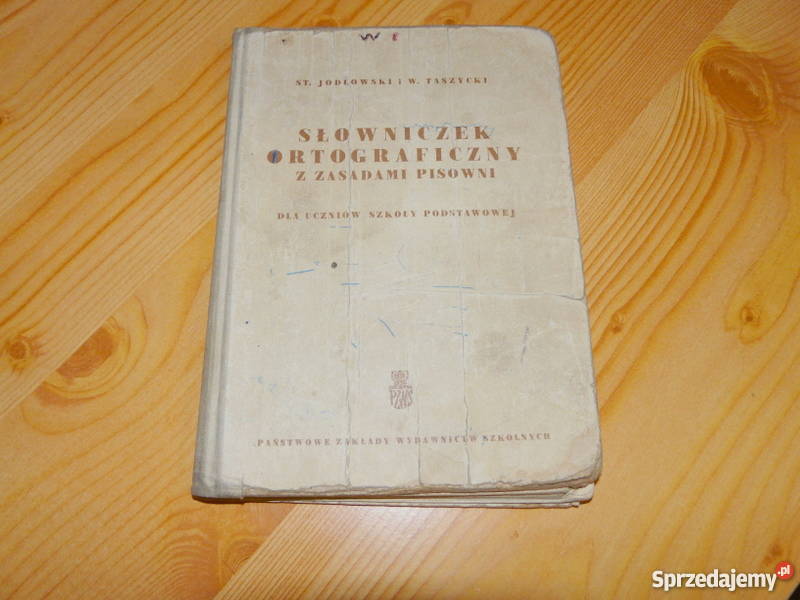 W I
ST. JODŁOWSKI i W. TASZYCKI
SŁOWNICZEK
ORTOGRAFICZNY
Z ZASADAMI PISOWNI
DLA UCZNIÓW SZKOŁY PODSTAWOWEJ
PZWS
PAŃSTWOWE ZAKŁADY WYDAWNICTW SZKOLNYCH
Sprzedajemy.pl